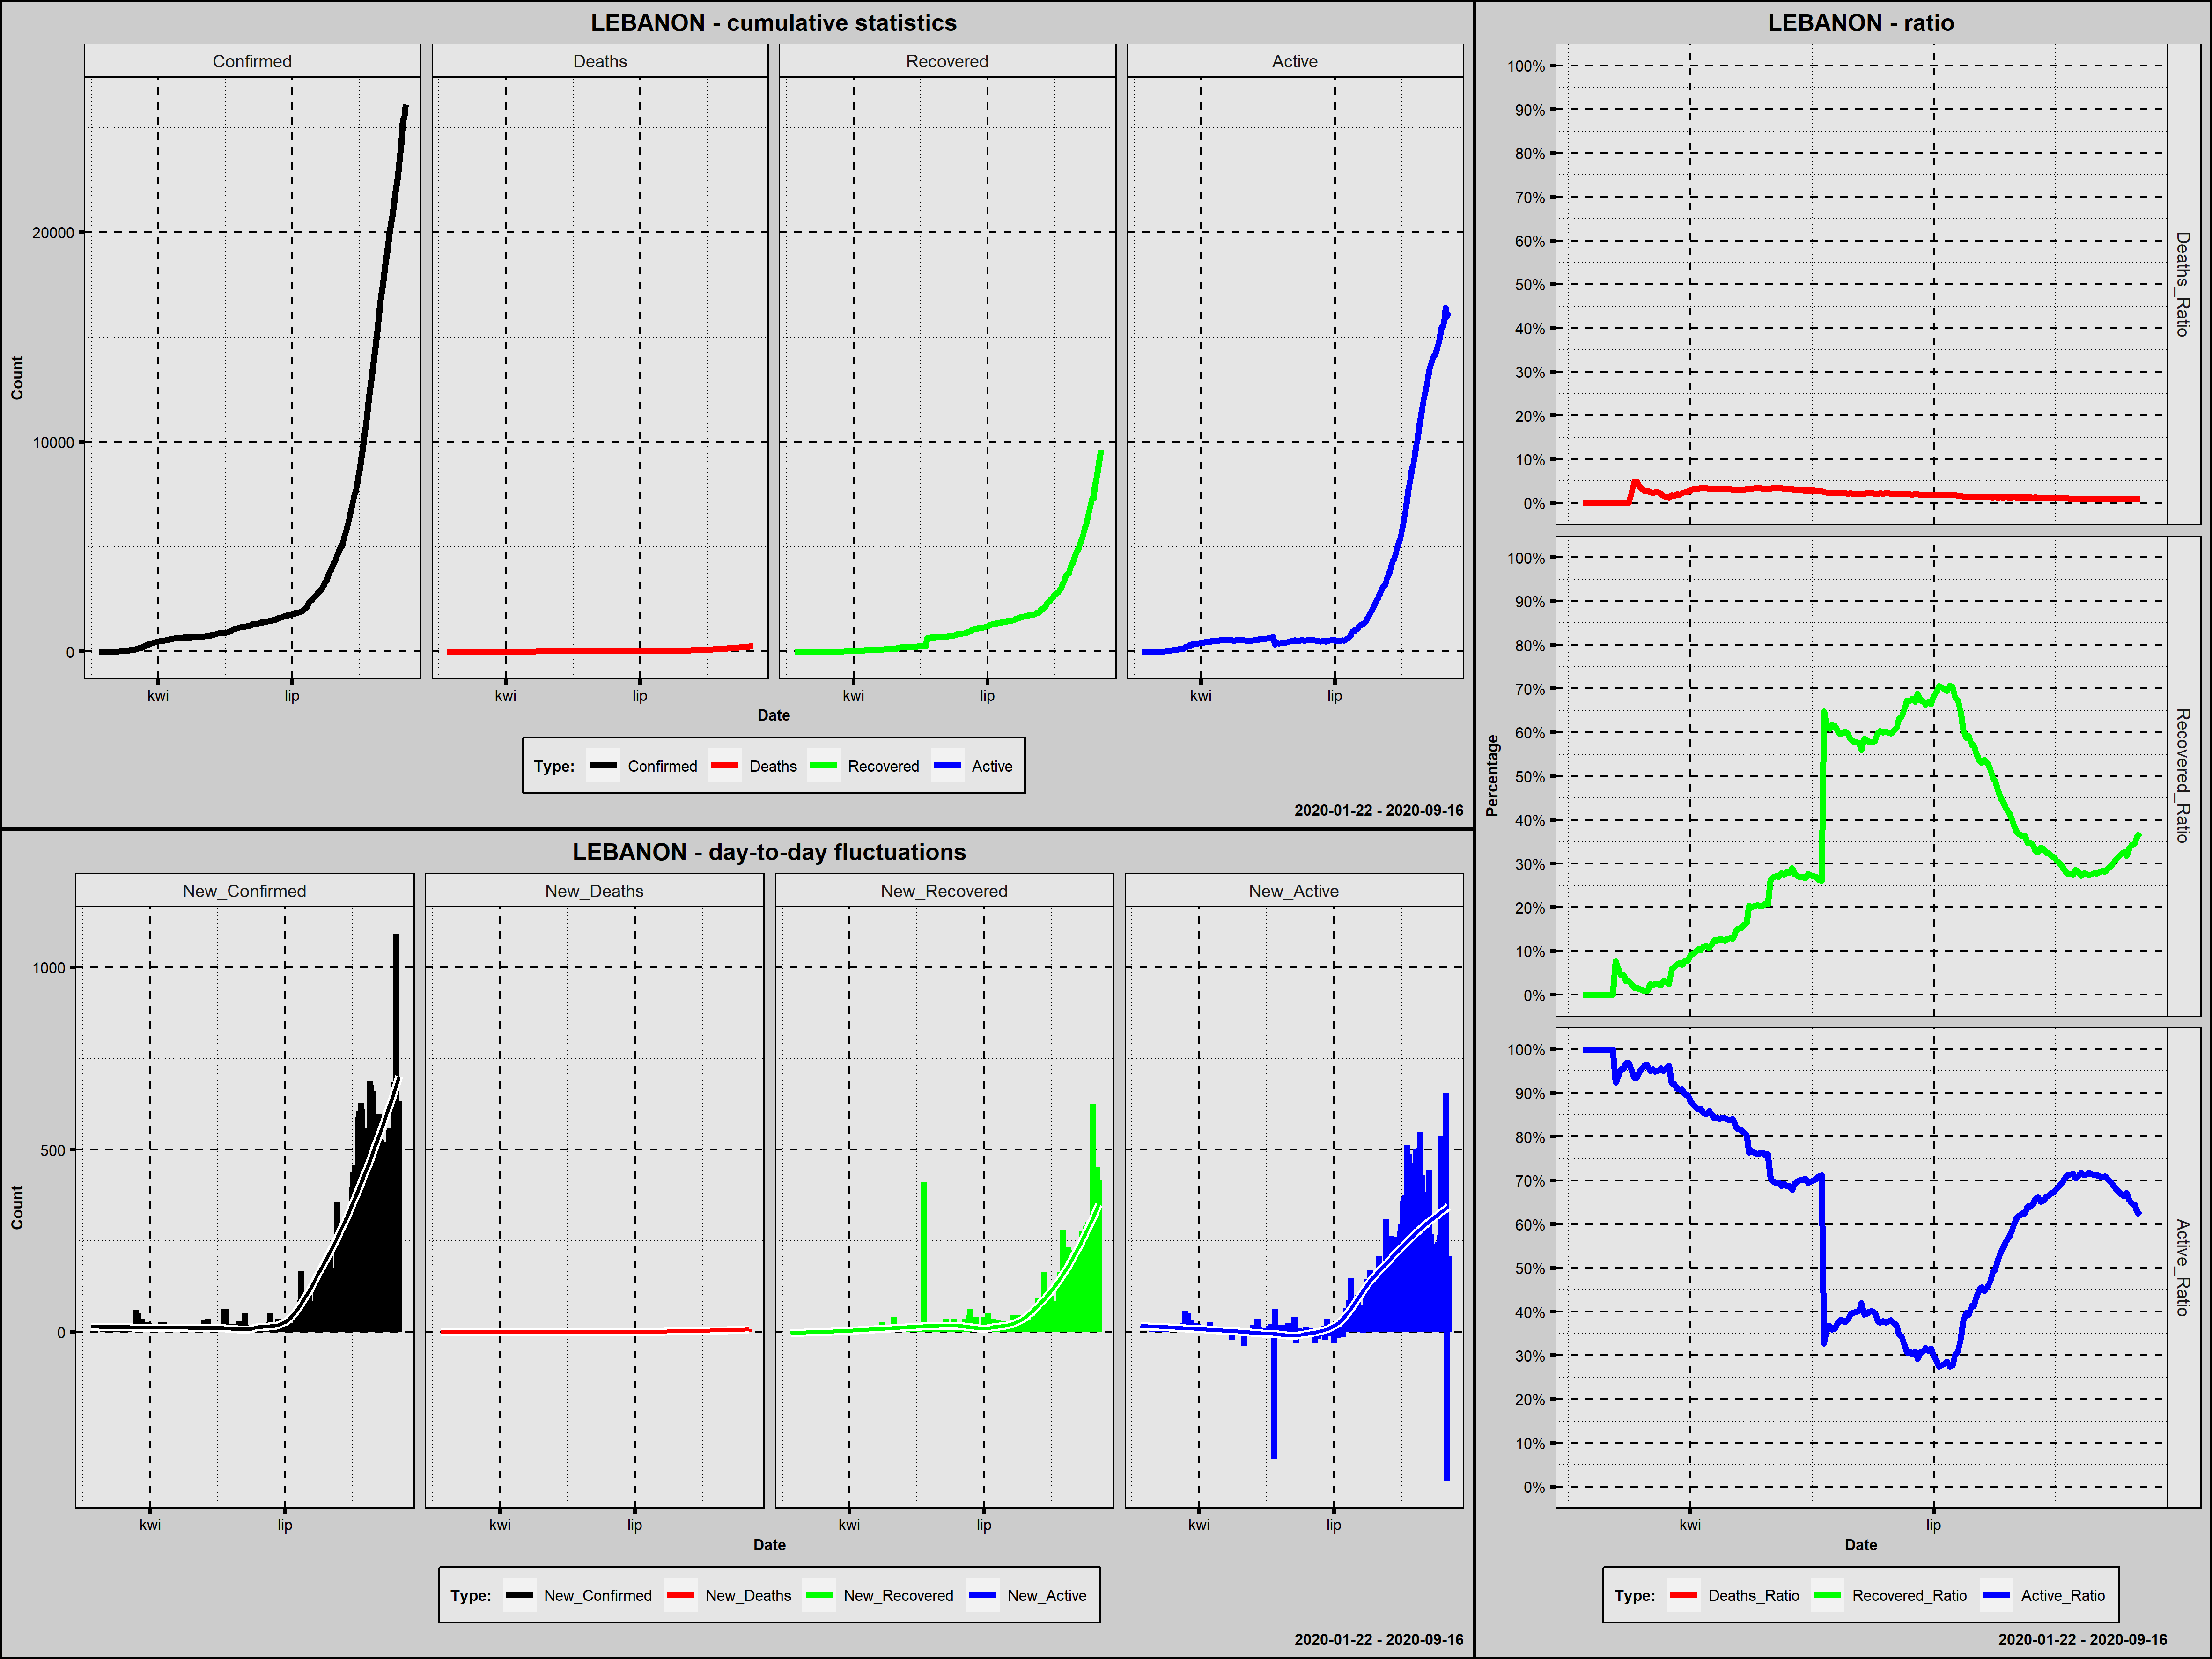 LEBANON - cumulative statistics
Confirmed Deaths Recovered Active
Count
20000
10000
0
kwi lip kwi lip kwi lip kwi lip
Date
Type: Confirmed Deaths Recovered Active
2020-01-22 - 2020-09-16
LEBANON - day-to-day fluctuations
New_Confirmed New_Deaths New_Recovered New_Active
Count
1000
500
0
kwi lip kwi lip kwi lip kwi lip
Date
Type: New_Confirmed New_Deaths New_Recovered New_Active
2020-01-22 - 2020-09-16
LEBANON - ratio
Percentage
100%
90%
80%
70%
60%
50%
40%
30%
20%
10%
0%
Deaths_Ratio
100%
90%
80%
70%
60%
50%
40%
30%
20%
10%
0%
Recovered_Ratio
100%
90%
80%
70%
60%
50%
40%
30%
20%
10%
0%
Active_Ratio
kwi lip
Date
Type: Deaths_Ratio Recovered_Ratio Active_Ratio
2020-01-22 - 2020-09-16